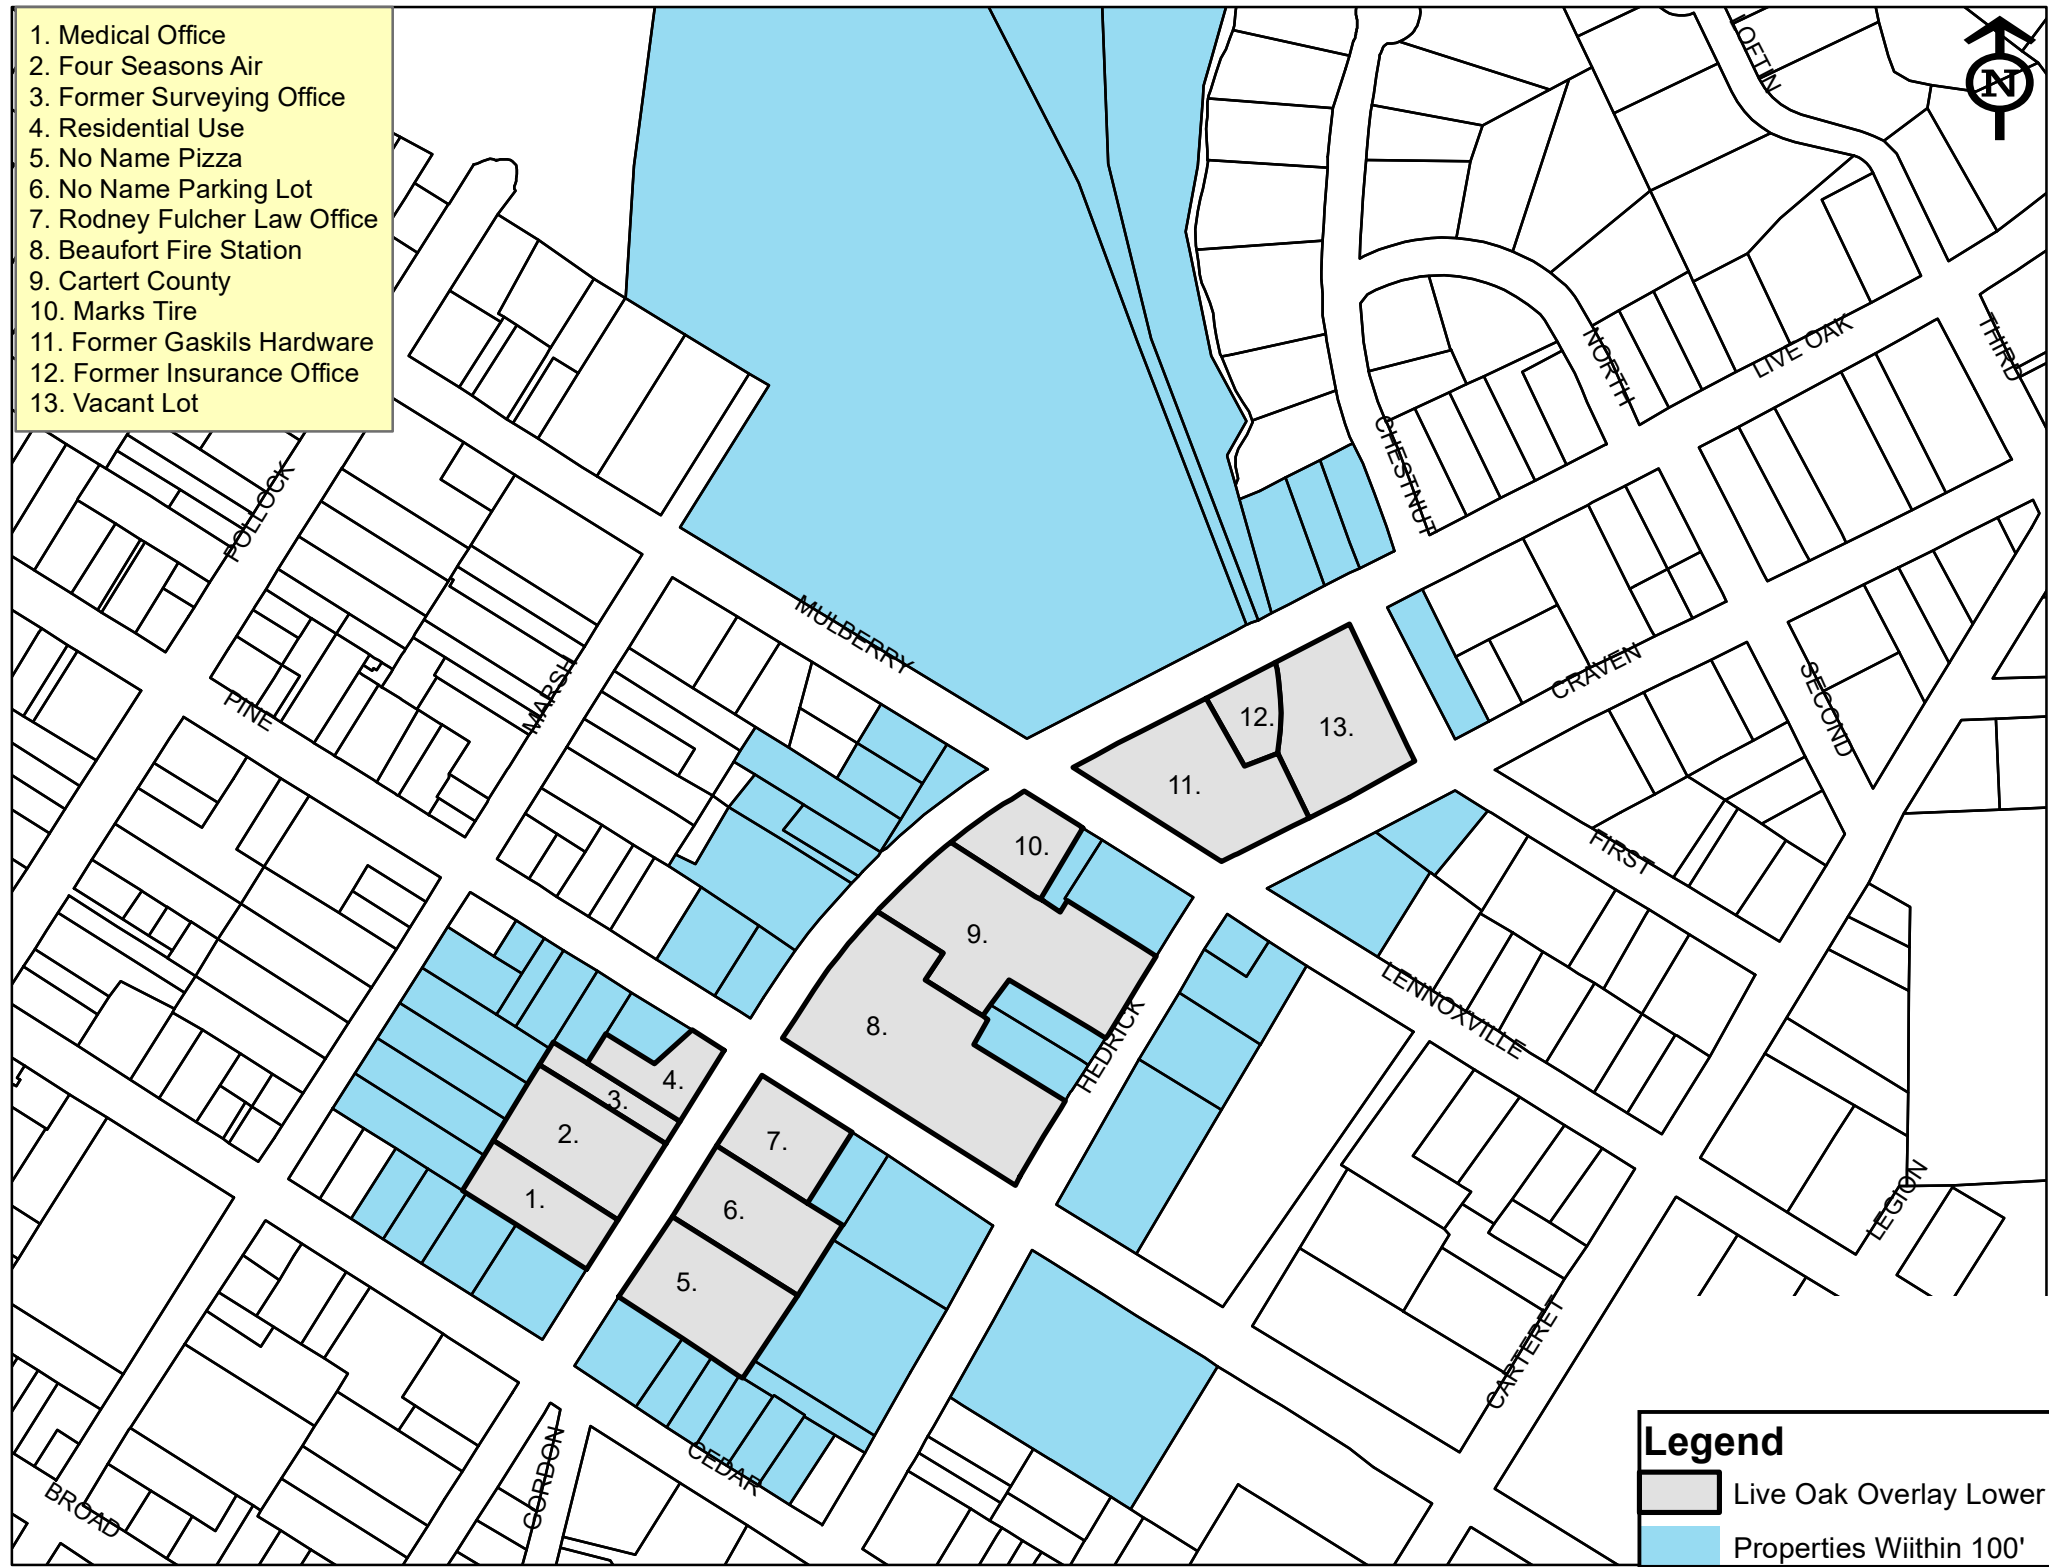 1. Medical Office
2. Four Seasons Air
3. Former Surveying Office
4. Residential Use
5. No Name Pizza
6. No Name Parking Lot
7. Rodney Fulcher Law Office
8. Beaufort Fire Station
9. Cartert County
10. Marks Tire
11. Former Gaskils Hardware
12. Former Insurance Office
13. Vacant Lot
N
OFTIN
THIRD
LIVE OAK
NORTH
CHESTNUT
POLLOCK
MULBERRY
MARSH
PINE
CRAVEN
SECOND
12.
13.
11.
10.
FIRST
9.
LENNOXVILLE
8.
HEDRICK
4.
3.
2.
7.
1.
6.
5.
LEGION
CARTERET
CEDAR
GORDON
BROAD
Legend
Live Oak Overlay Lower
Properties Wiithin 100'